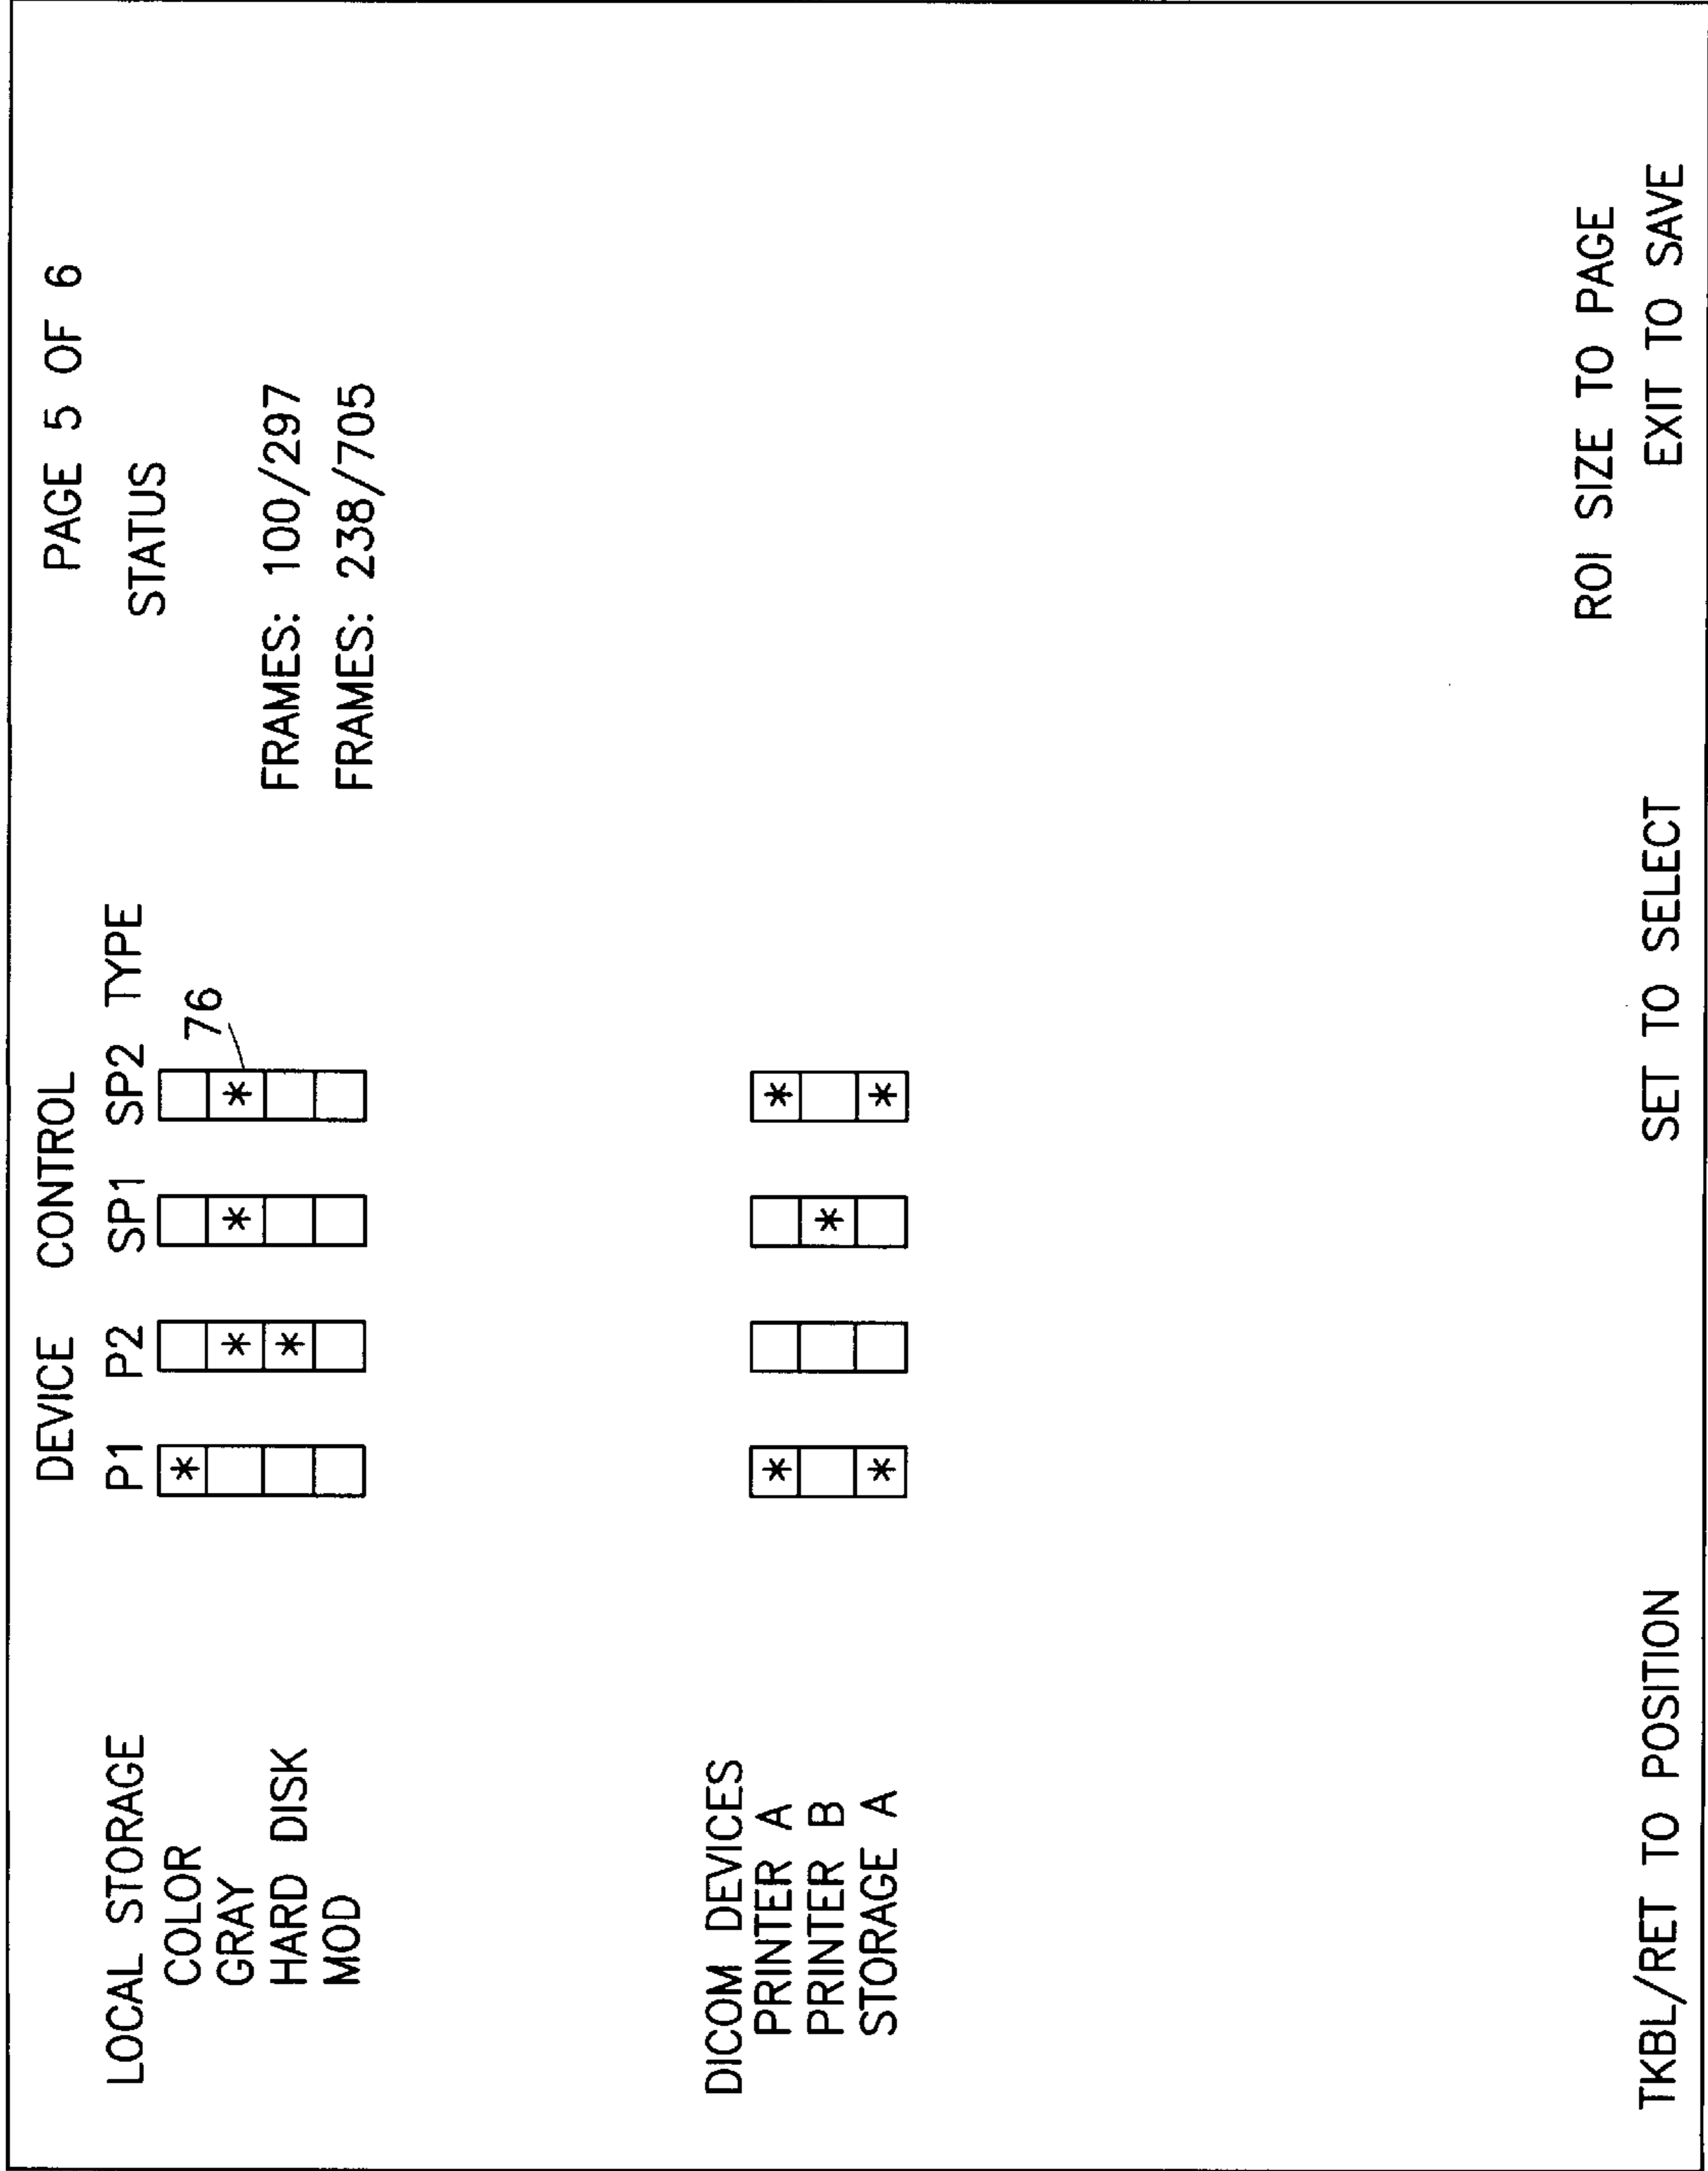 DEVICE CONTROL PAGE 5 OF 6
LOCAL STORAGE P1 P2 SP1 SP2 TYPE STATUS
COLOR *
GRAY * * * 76
HARD DISK * FRAMES: 100/297
MOD FRAMES: 238/705
DICOM DEVICES
PRINTER A * *
PRINTER B *
STORAGE A * *
ROI SIZE TO PAGE
TKBL/RET TO POSITION SET TO SELECT EXIT TO SAVE